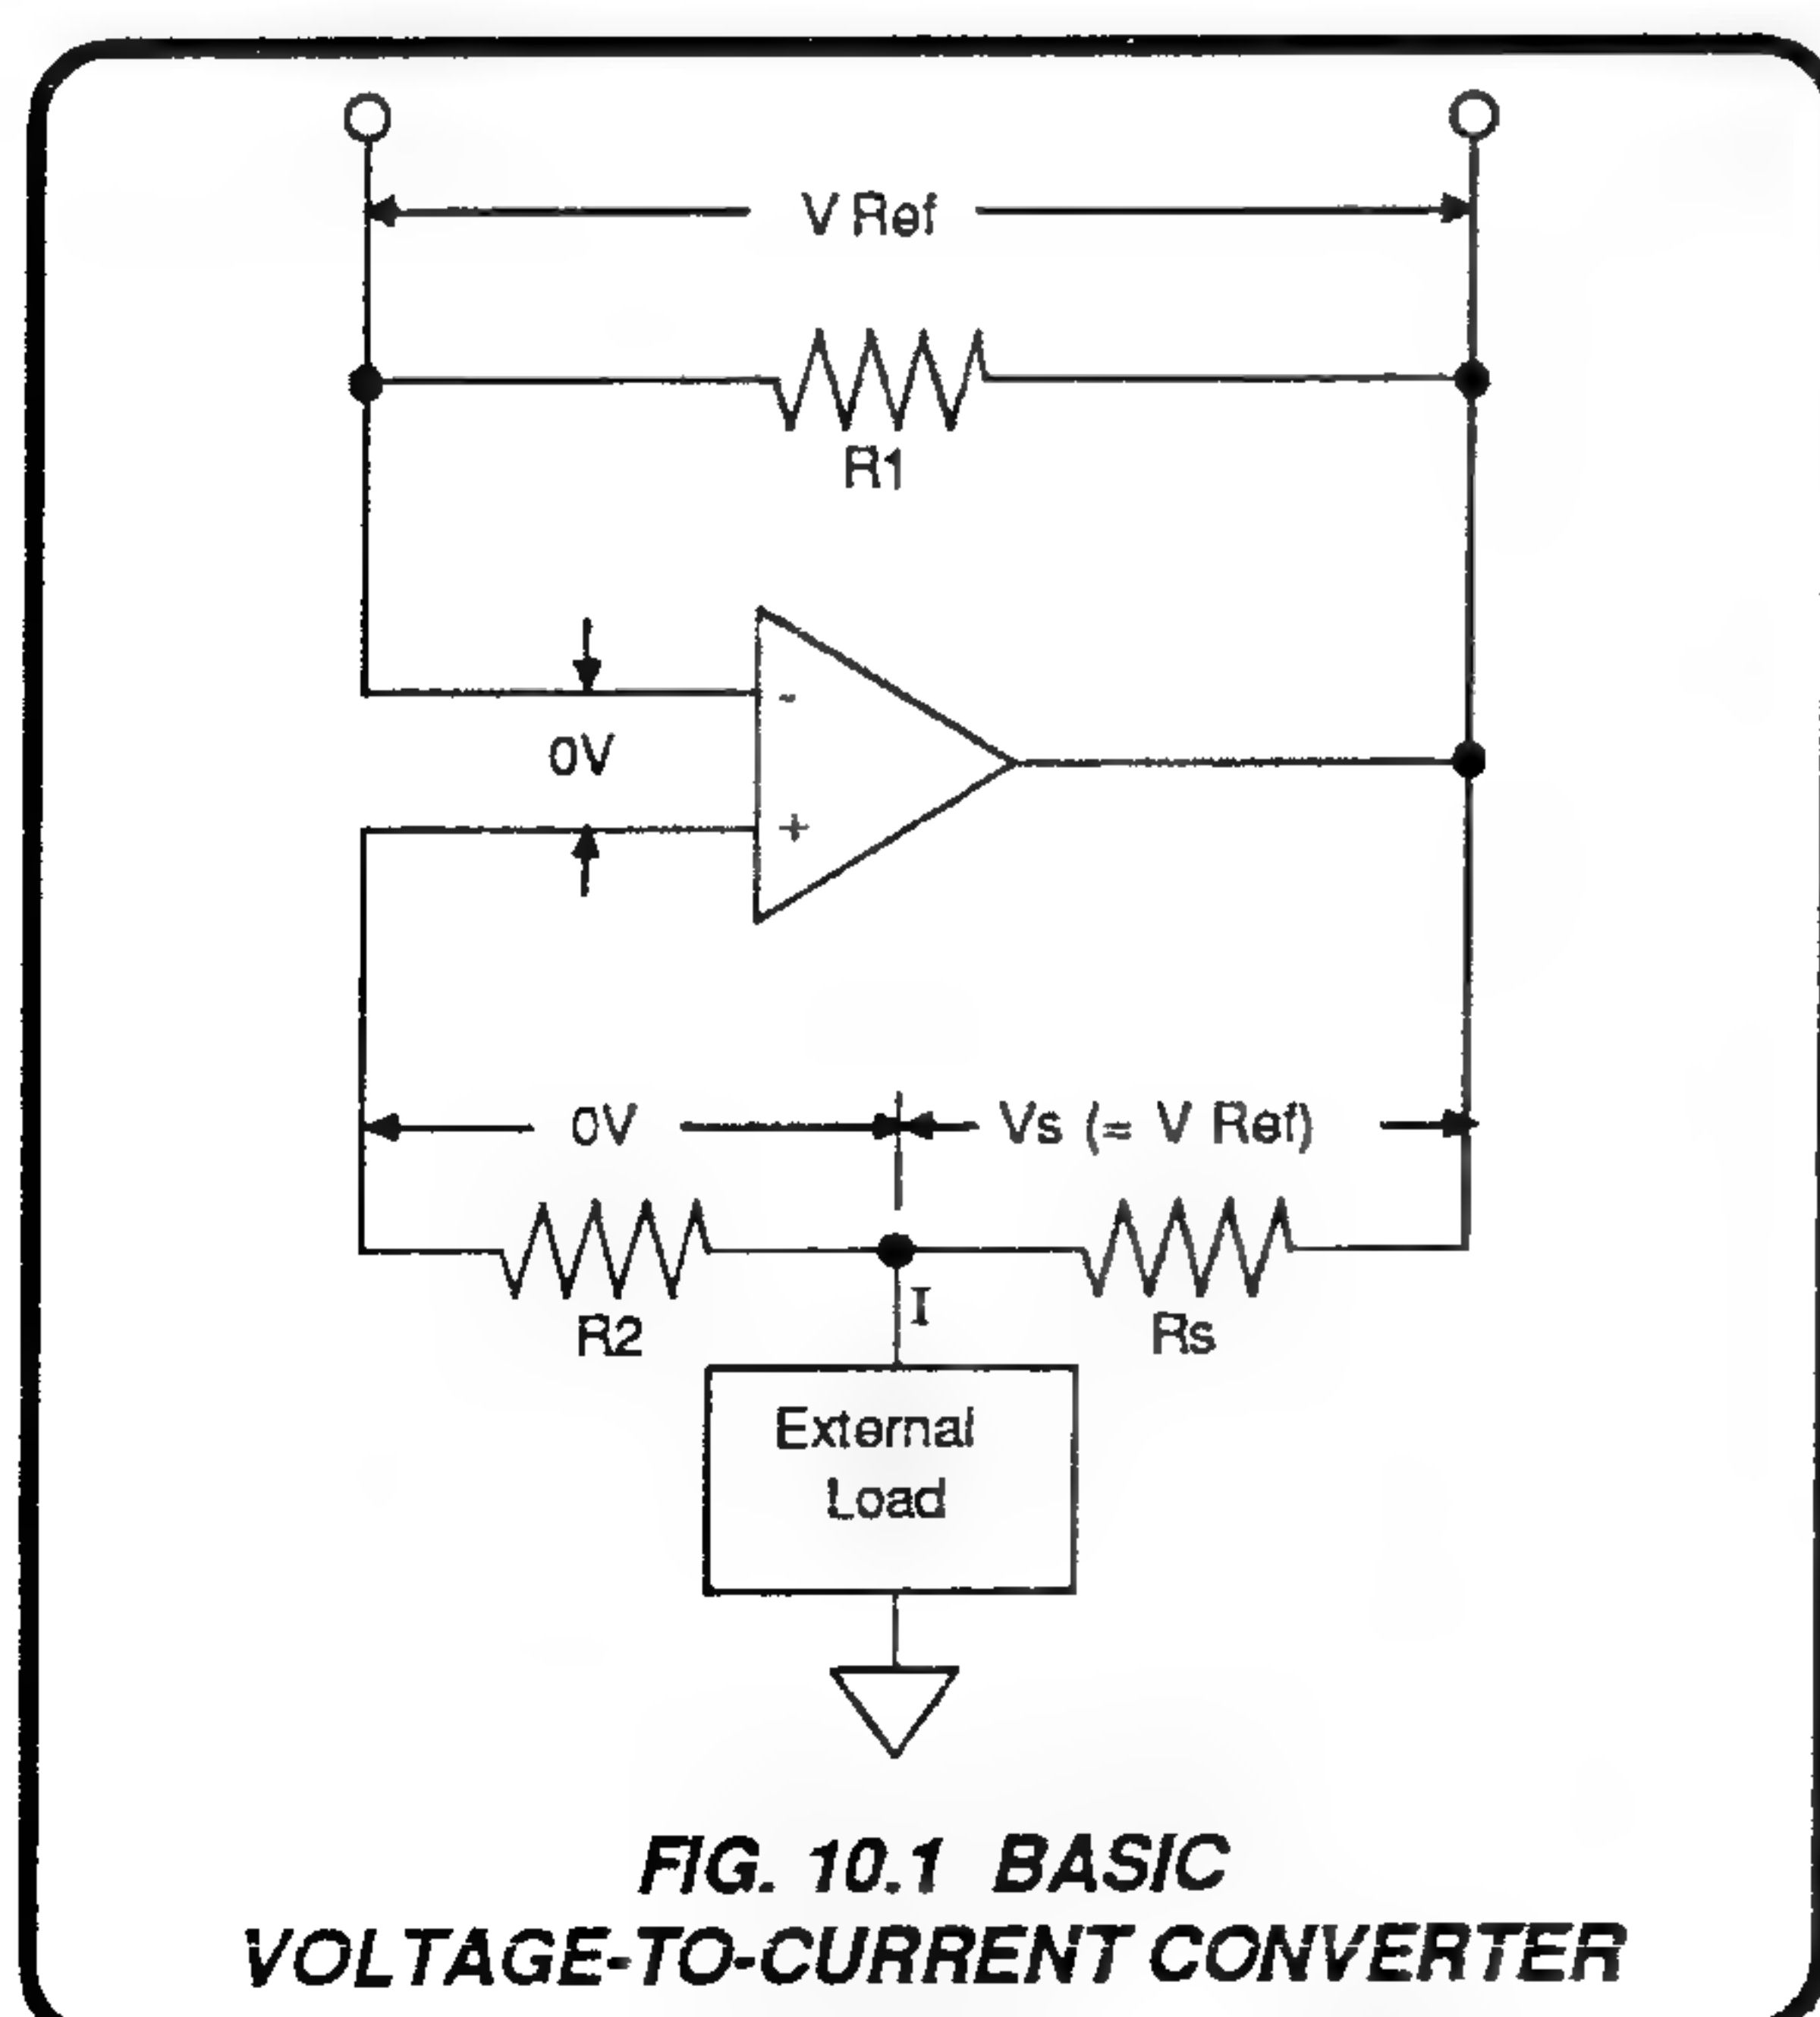 V Ref
R1
-
0V
+
0V
Vs (= V Ref)
R2
I
Rs
External
Load
FIG. 10.1 BASIC
VOLTAGE-TO-CURRENT CONVERTER